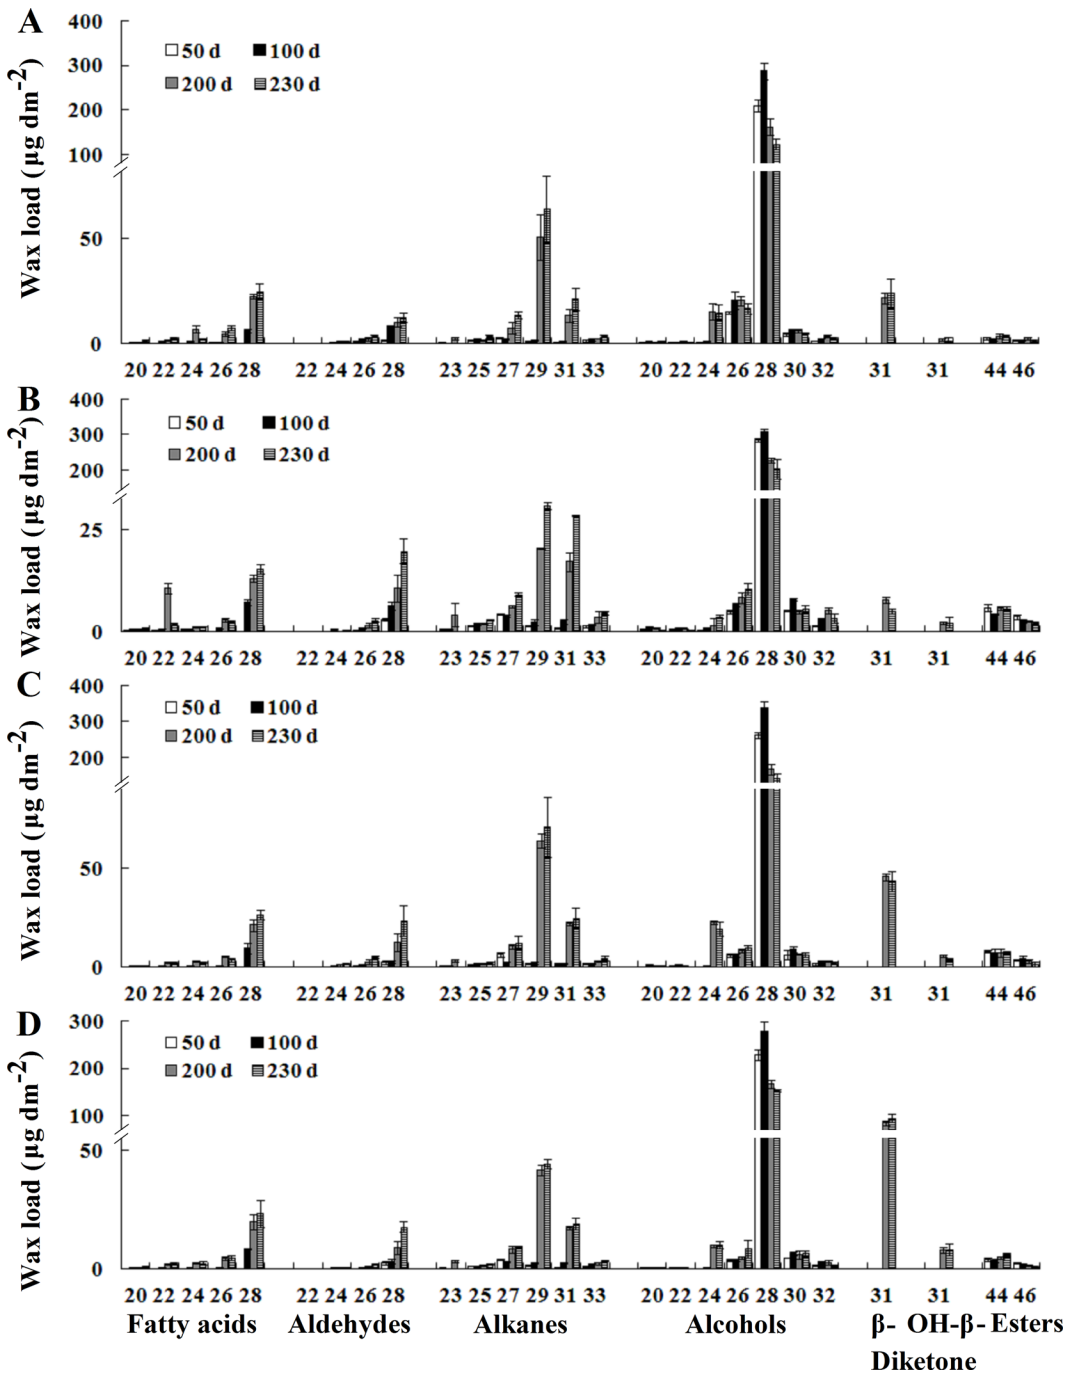 A
Wax load (µg dm-2)
400
300
200
100
50
0
50 d 100 d
200 d 230 d
20 22 24 26 28 22 24 26 28 23 25 27 29 31 33 20 22 24 26 28 30 32 31 31 44 46
B
Wax load (µg dm-2)
400
300
200
25
0
50 d 100 d
200 d 230 d
20 22 24 26 28 22 24 26 28 23 25 27 29 31 33 20 22 24 26 28 30 32 31 31 44 46
C
Wax load (µg dm-2)
400
300
200
50
0
50 d 100 d
200 d 230 d
20 22 24 26 28 22 24 26 28 23 25 27 29 31 33 20 22 24 26 28 30 32 31 31 44 46
D
Wax load (µg dm-2)
300
200
100
50
0
50 d 100 d
200 d 230 d
20 22 24 26 28 22 24 26 28 23 25 27 29 31 33 20 22 24 26 28 30 32 31 31 44 46
Fatty acids Aldehydes Alkanes Alcohols β- OH-β- Esters
Diketone